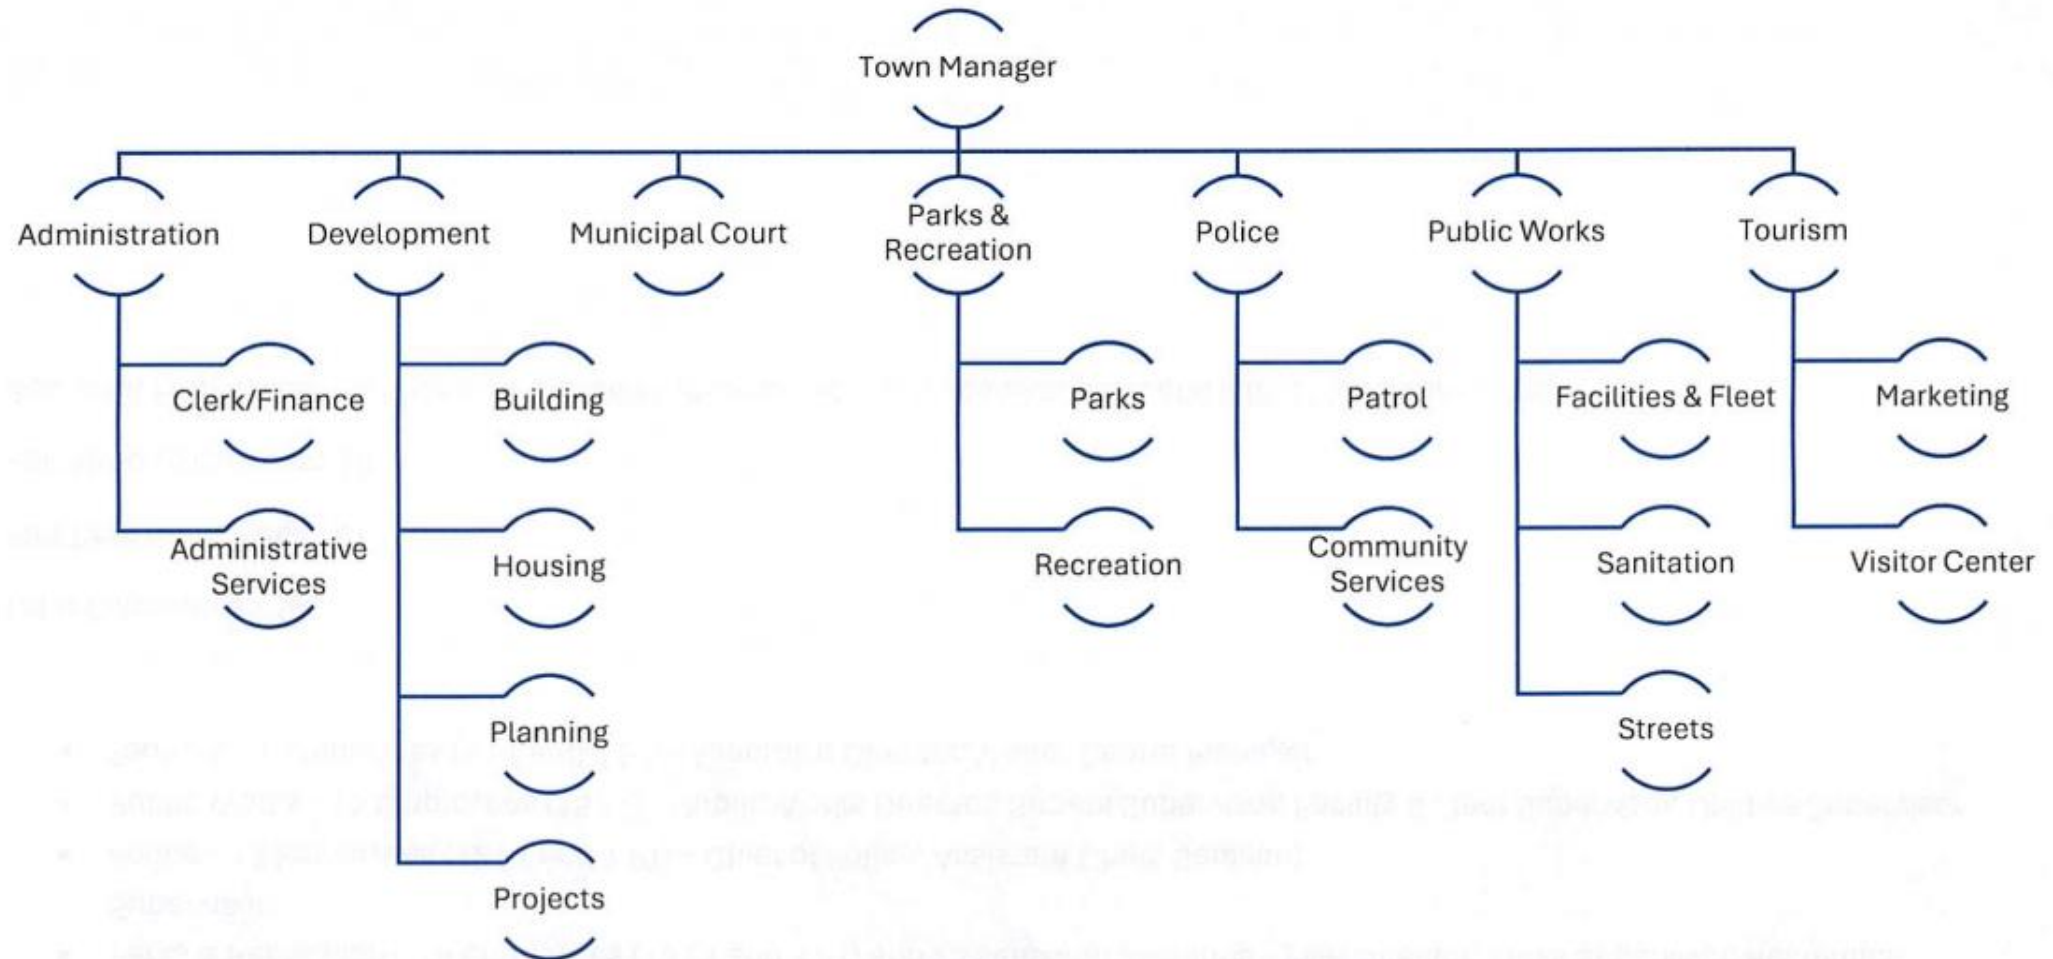 Town Manager
Administration
Development
Municipal Court
Parks &
Recreation
Police
Public Works
Tourism
Clerk/Finance
Building
Parks
Patrol
Facilities & Fleet
Marketing
Administrative
Services
Housing
Recreation
Community
Services
Sanitation
Visitor Center
Planning
Streets
Projects